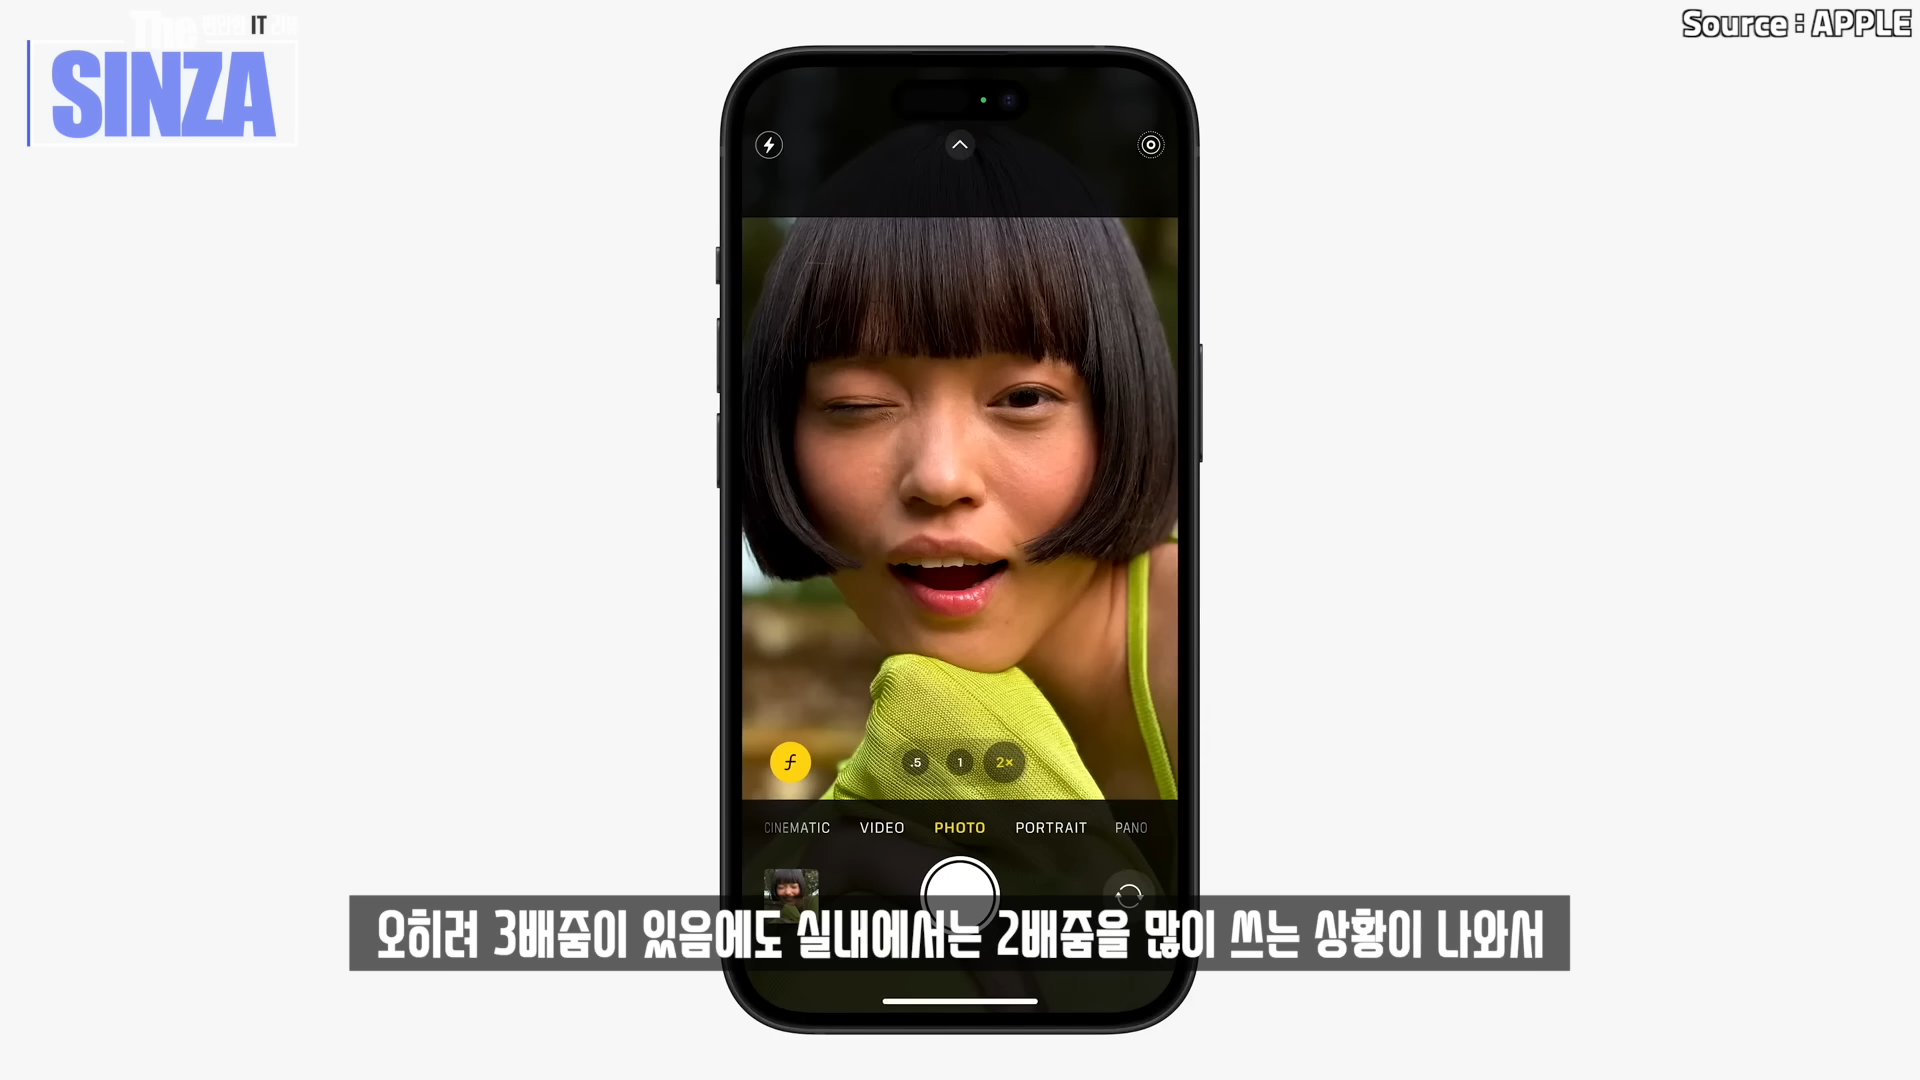 The
IT
SINZA
Source : APPLE
.5 1 2×
CINEMATIC VIDEO PHOTO PORTRAIT PANO
오히려 3배줌이 있음에도 실내에서는 2배줌을 많이 쓰는 상황이 나와서